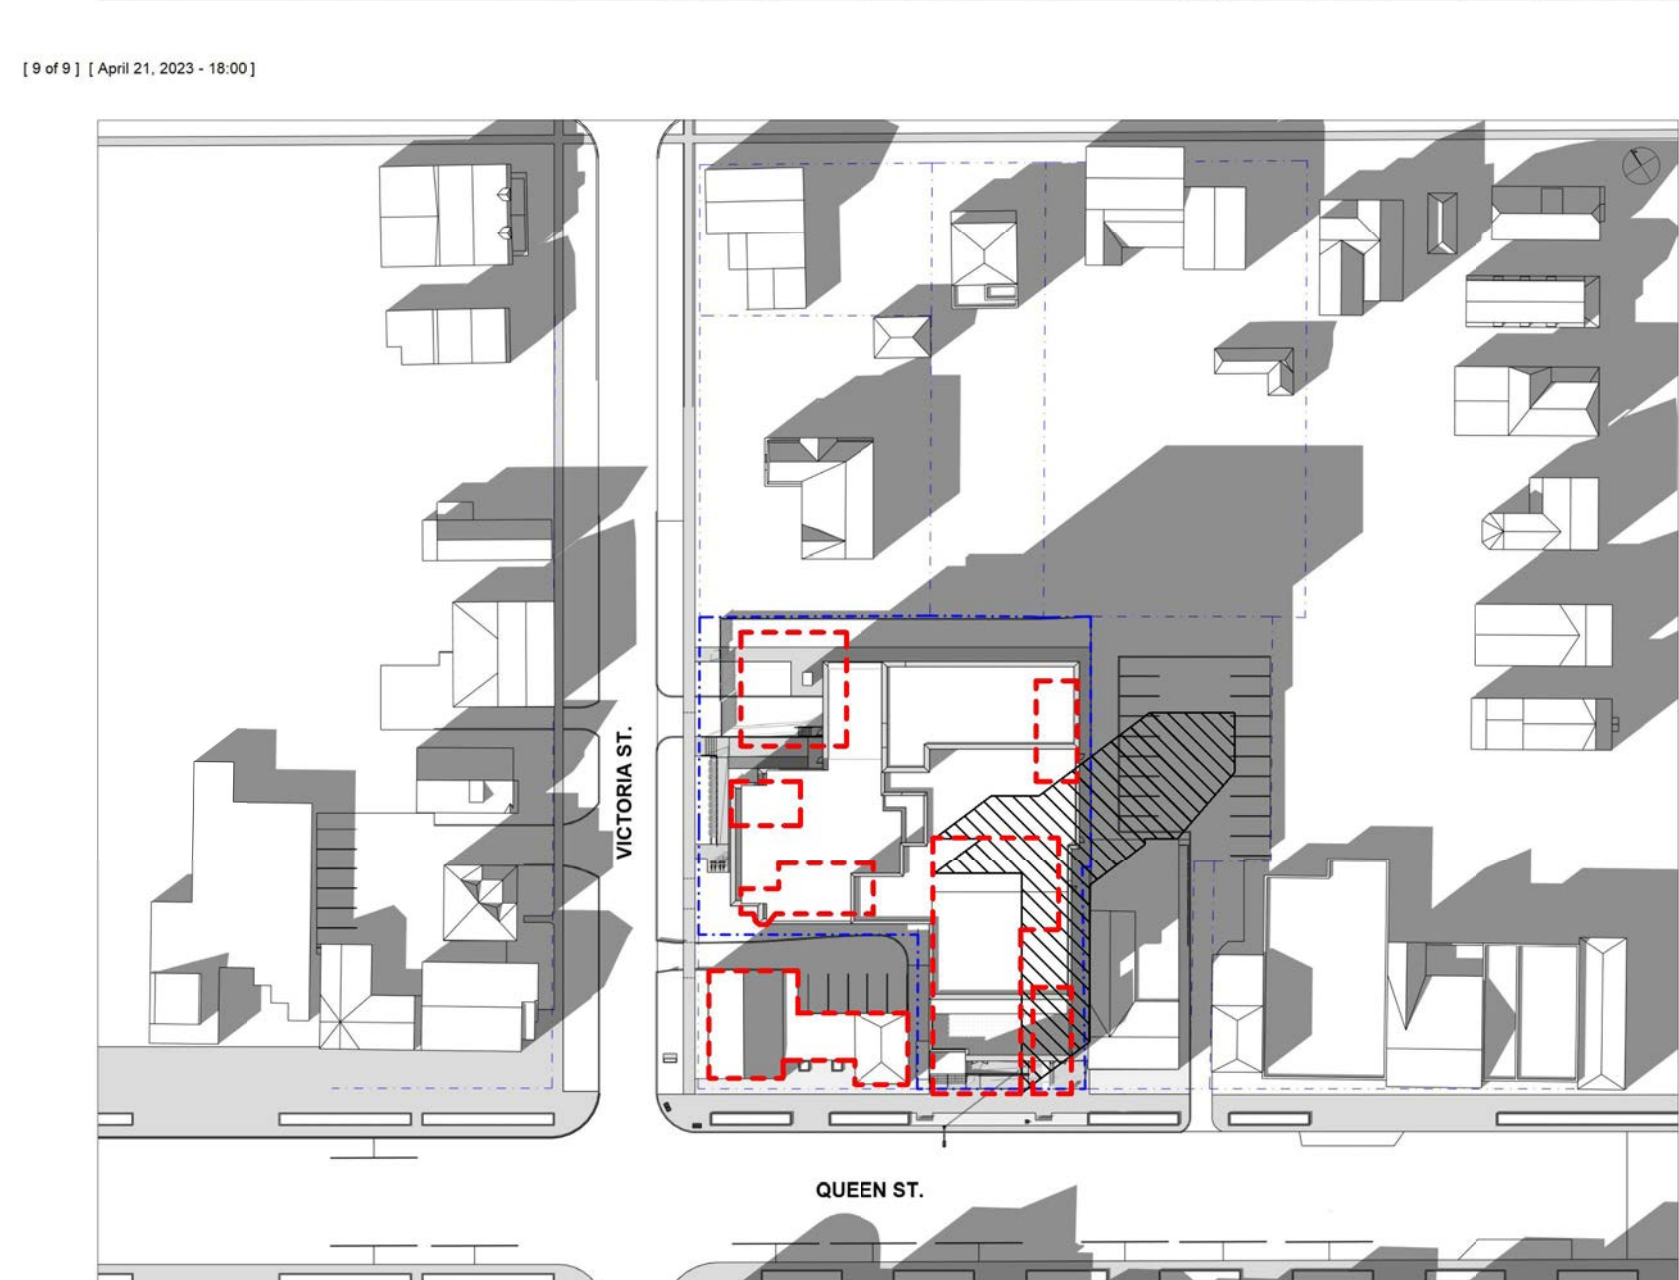 [ 9 of 9 ] [ April 21, 2023 - 18:00 ]
VICTORIA ST.
QUEEN ST.